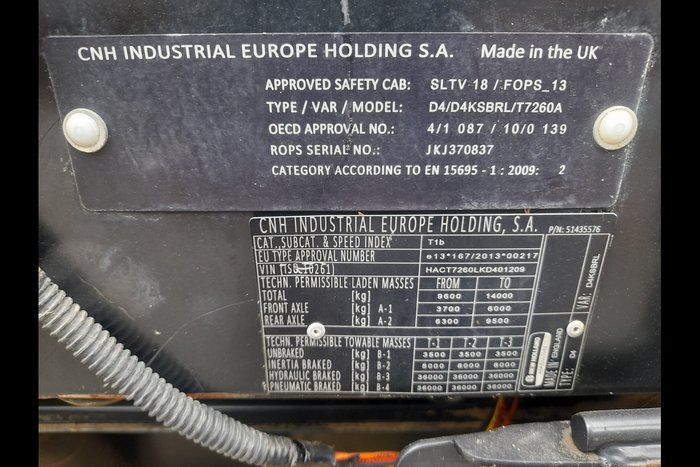 CNH INDUSTRIAL EUROPE HOLDING S.A. Made in the UK
APPROVED SAFETY CAB: SLTV 18 / FOPS_13
TYPE / VAR / MODEL: D4/D4KSBRL/T7260A
OECD APPROVAL NO.: 4/1 087 / 10/0 139
ROPS SERIAL NO.: JKJ370837
CATEGORY ACCORDING TO EN 15695 - 1 : 2009: 2
CNH INDUSTRIAL EUROPE HOLDING, S.A. P/N: 51435576
CAT.,SUBCAT. & SPEED INDEX T1b
EU TYPE APPROVAL NUMBER e13*167/2013*00217
VIN (ISO 10261) HACT7260LKD401209
TECHN. PERMISSIBLE LADEN MASSES FROM TO
TOTAL [kg] 9600 14000
FRONT AXLE [kg] A-1 3700 6000
REAR AXLE [kg] A-2 6300 9500
TECHN. PERMISSIBLE TOWABLE MASSES T-1 T-2 T-3
UNBRAKED [kg] B-1 3500 3500 3500
INERTIA BRAKED [kg] B-2 8000 8000 8000
HYDRAULIC BRAKED [kg] B-3 36000 36000 36000
PNEUMATIC BRAKED [kg] B-4 36000 36000 36000
NEW HOLLAND
MADE IN ENGLAND
VAR: D4KSBRL
TYPE: D4